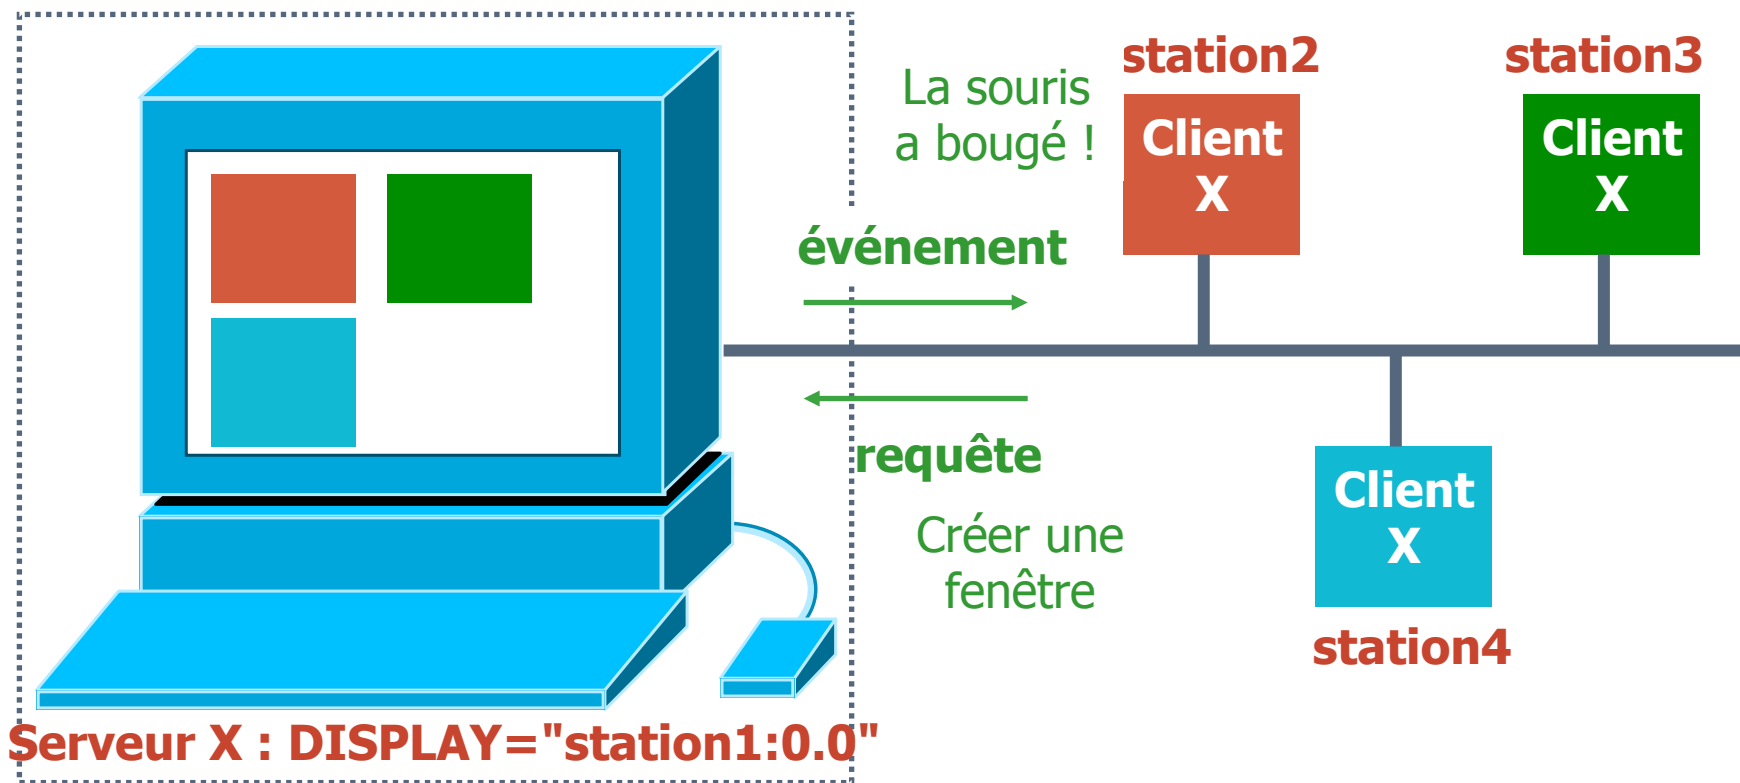 station2
station3
La souris
a bougé !
Client
X
Client
X
événement
requête
Créer une
fenêtre
Client
X
station4
Serveur X : DISPLAY="station1:0.0"